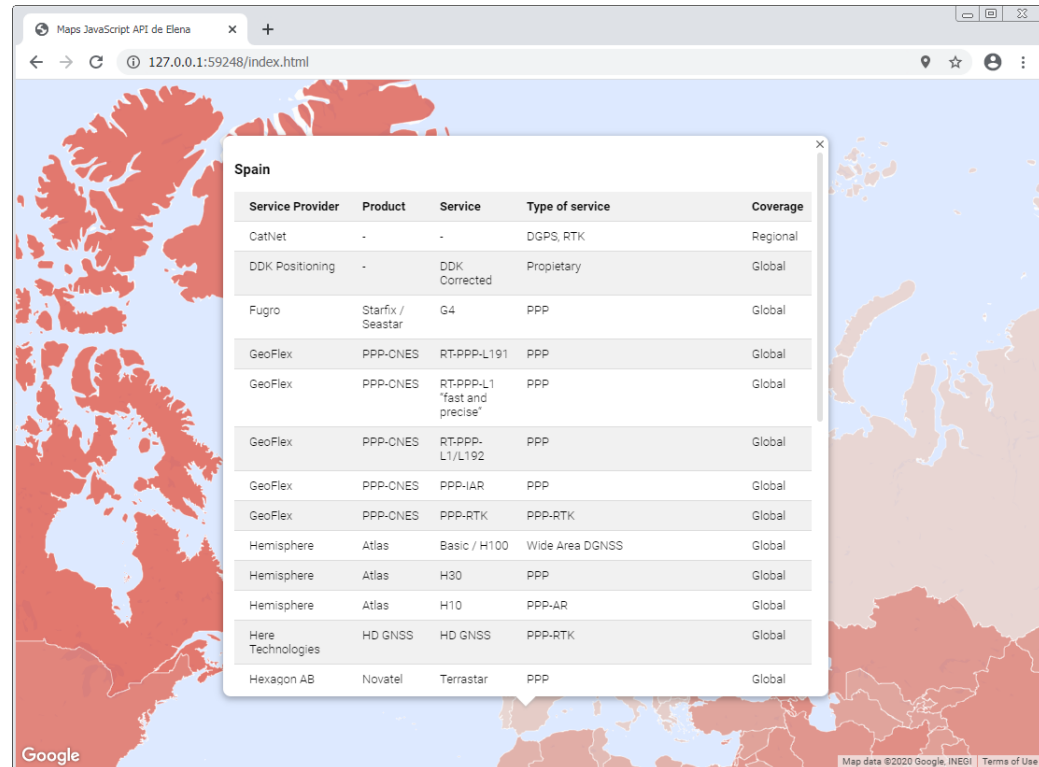 Maps JavaScript API de Elena
127.0.0.1:59248/index.html
Spain
Service Provider Product Service Type of service Coverage
CatNet - - DGPS, RTK Regional
DDK Positioning - DDK Propietary Global
Corrected
Fugro Starfix / G4 PPP Global
Seastar
GeoFlex PPP-CNES RT-PPP-L191 PPP Global
GeoFlex PPP-CNES RT-PPP-L1 PPP Global
"fast and
precise"
GeoFlex PPP-CNES RT-PPP- PPP Global
L1/L192
GeoFlex PPP-CNES PPP-IAR PPP Global
GeoFlex PPP-CNES PPP-RTK PPP-RTK Global
Hemisphere Atlas Basic / H100 Wide Area DGNSS Global
Hemisphere Atlas H30 PPP Global
Hemisphere Atlas H10 PPP-AR Global
Here HD GNSS HD GNSS PPP-RTK Global
Technologies
Hexagon AB Novatel Terrastar PPP Global
Google
Map data ©2020 Google, INEGI Terms of Use